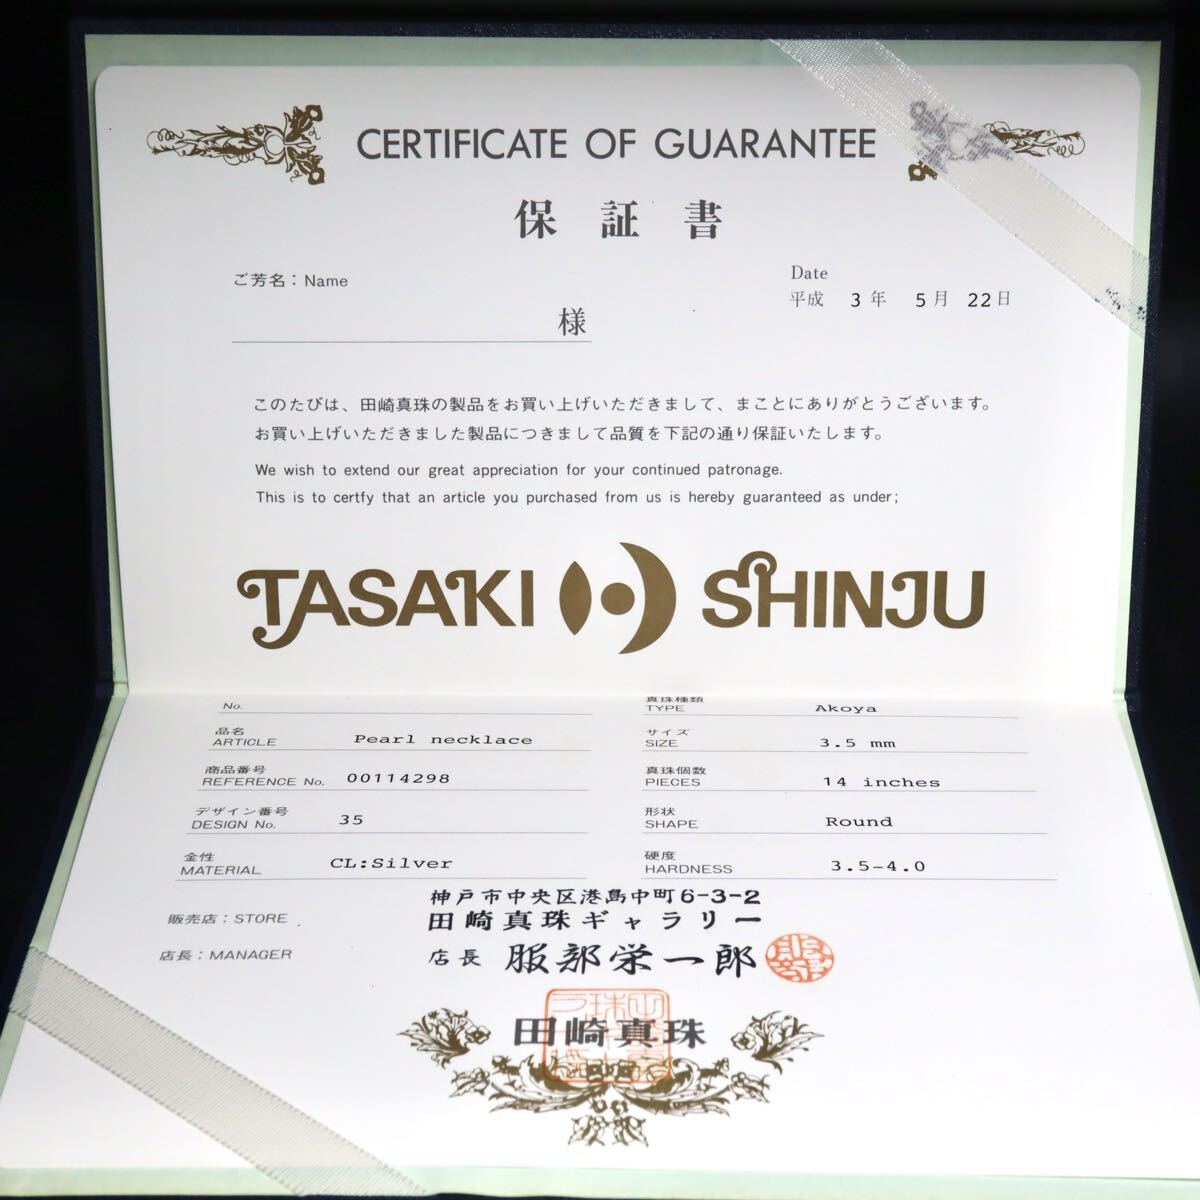 CERTIFICATE OF GUARANTEE
保証書
ご芳名：Name
様
Date
平成 3年 5月 22日
このたびは、田崎真珠の製品をお買い上げいただきまして、まことにありがとうございます。
お買い上げいただきました製品につきまして品質を下記の通り保証いたします。
We wish to extend our great appreciation for your continued patronage.
This is to certfy that an article you purchased from us is hereby guaranteed as under;
TASAKI SHINJU
No.
真珠種類
TYPE Akoya
品名
ARTICLE Pearl necklace
サイズ
SIZE 3.5 mm
商品番号
REFERENCE No. 00114298
真珠個数
PIECES 14 inches
デザイン番号
DESIGN No. 35
形状
SHAPE Round
金性
MATERIAL CL:Silver
硬度
HARDNESS 3.5-4.0
販売店：STORE
神戸市中央区港島中町6-3-2
田崎真珠ギャラリー
店長：MANAGER
店長 服部栄一郎
田崎真珠